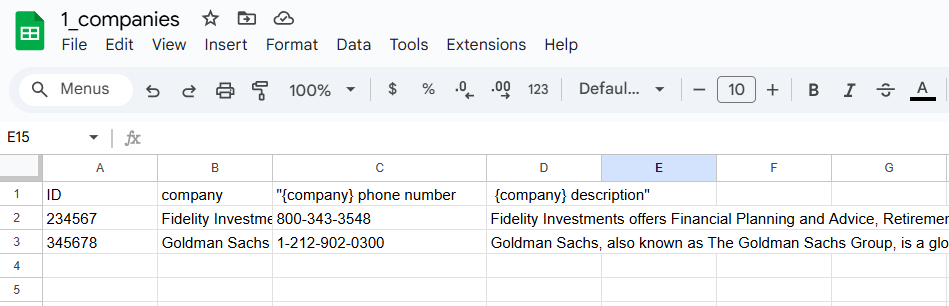 1_companies
File Edit View Insert Format Data Tools Extensions Help
Menus 100% $ % .0 .00 123 Defaul... − 10 + B I S A
E15 fx
A B C D E F G
1 ID company "{company} phone number {company} description"
2 234567 Fidelity Investme 800-343-3548 Fidelity Investments offers Financial Planning and Advice, Retiremer
3 345678 Goldman Sachs 1-212-902-0300 Goldman Sachs, also known as The Goldman Sachs Group, is a glo
4
5